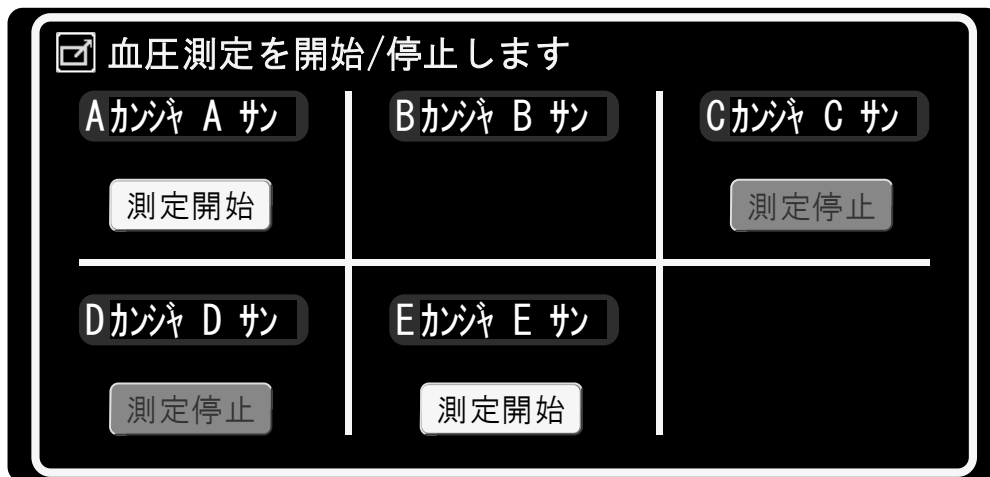 血圧測定を開始/停止します
Aｶﾝｼﾞｬ A ｻﾝ
Bｶﾝｼﾞｬ B ｻﾝ
Cｶﾝｼﾞｬ C ｻﾝ
測定開始
測定停止
Dｶﾝｼﾞｬ D ｻﾝ
Eｶﾝｼﾞｬ E ｻﾝ
測定停止
測定開始